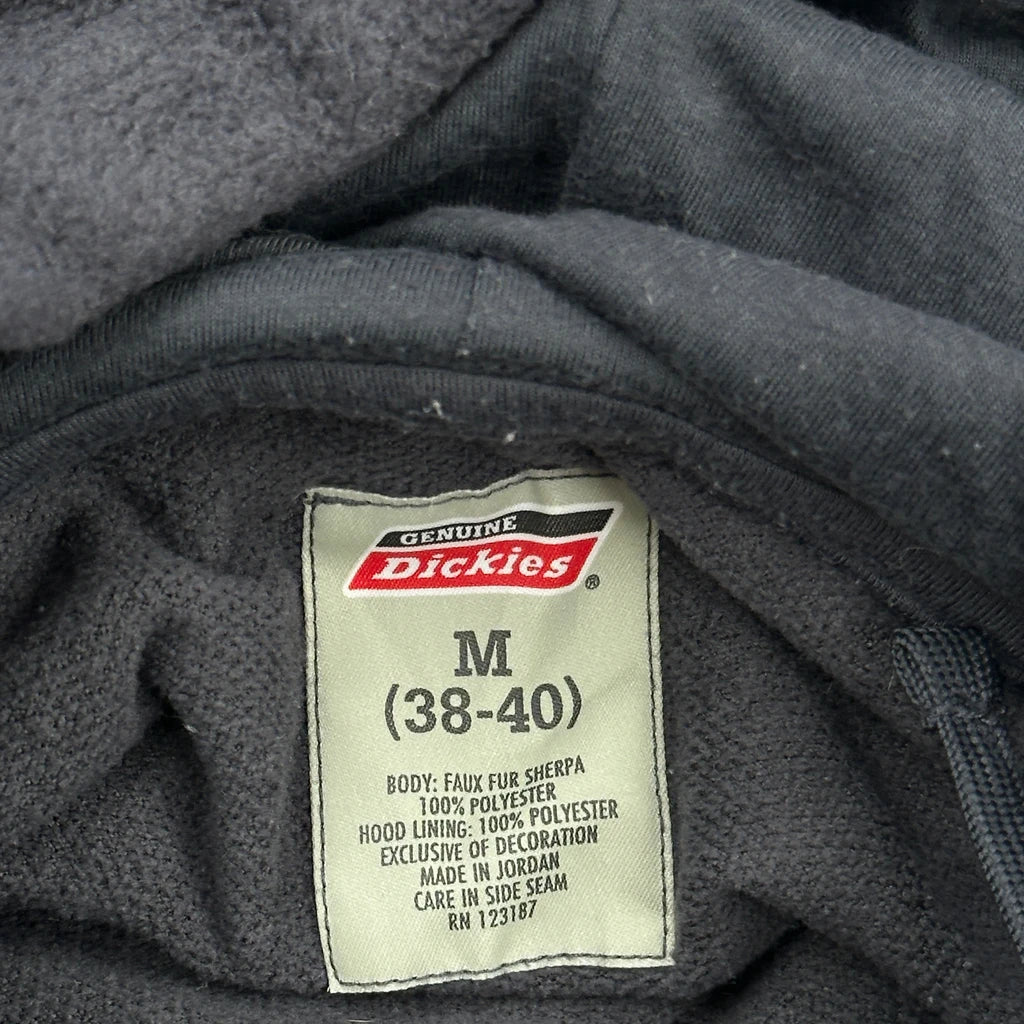 GENUINE
Dickies®
M
(38-40)
BODY: FAUX FUR SHERPA
100% POLYESTER
HOOD LINING: 100% POLYESTER
EXCLUSIVE OF DECORATION
MADE IN JORDAN
CARE IN SIDE SEAM
RN 123187